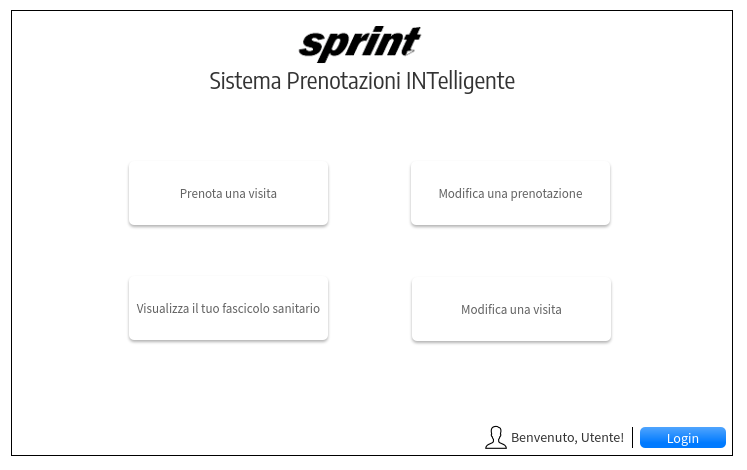 sprint
Sistema Prenotazioni INTelligente
Prenota una visita
Modifica una prenotazione
Visualizza il tuo fascicolo sanitario
Modifica una visita
Benvenuto, Utente!
Login